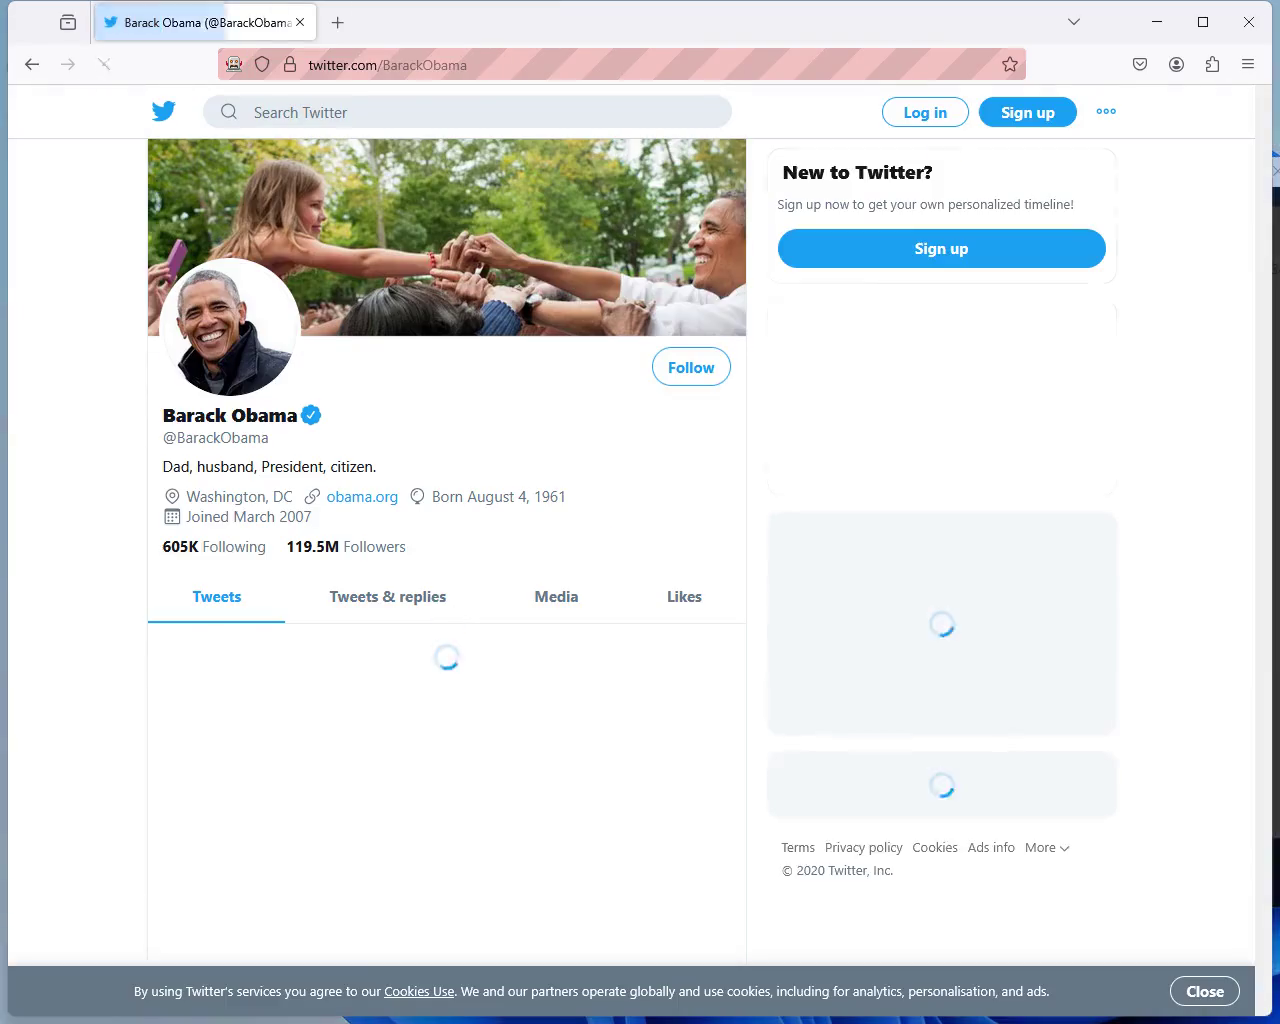 Barack Obama (@BarackObama
twitter.com/BarackObama
Search Twitter
Log in
Sign up
New to Twitter?
Sign up now to get your own personalized timeline!
Sign up
Follow
Barack Obama
@BarackObama
Dad, husband, President, citizen.
Washington, DC obama.org Born August 4, 1961
Joined March 2007
605K Following 119.5M Followers
Tweets Tweets & replies Media Likes
Terms Privacy policy Cookies Ads info More
© 2020 Twitter, Inc.
By using Twitter's services you agree to our Cookies Use. We and our partners operate globally and use cookies, including for analytics, personalisation, and ads.
Close